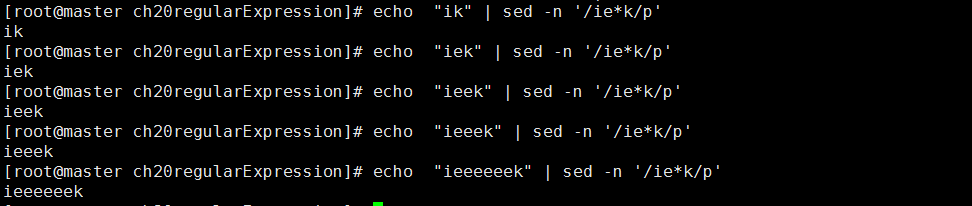 [root@master ch20regularExpression]# echo  "ik" | sed -n '/ie*k/p'
ik
[root@master ch20regularExpression]# echo  "iek" | sed -n '/ie*k/p'
iek
[root@master ch20regularExpression]# echo  "ieek" | sed -n '/ie*k/p'
ieek
[root@master ch20regularExpression]# echo  "ieeek" | sed -n '/ie*k/p'
ieeek
[root@master ch20regularExpression]# echo  "ieeeeeek" | sed -n '/ie*k/p'
ieeeeeek